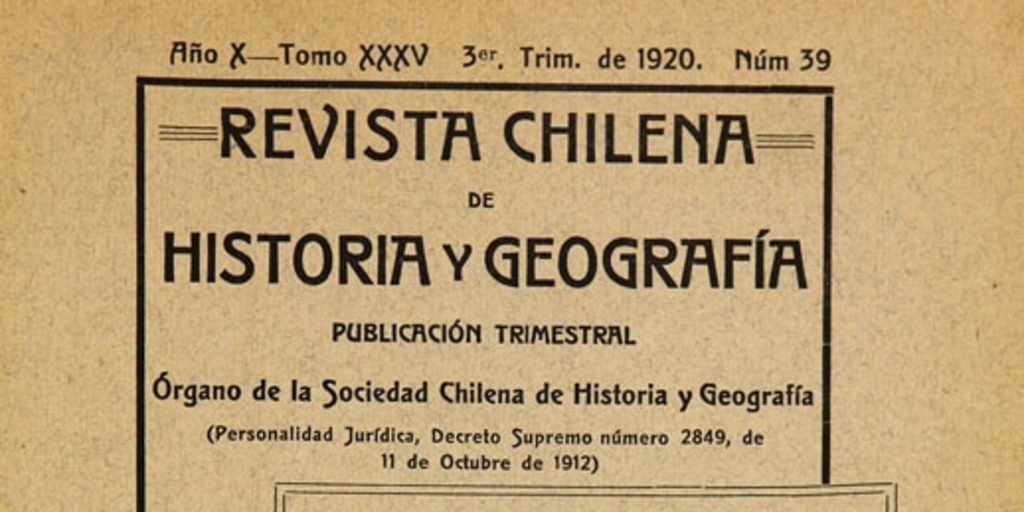 Año X—Tomo XXXV 3er. Trim. de 1920. Núm 39
REVISTA CHILENA
DE
HISTORIA Y GEOGRAFÍA
PUBLICACIÓN TRIMESTRAL
Órgano de la Sociedad Chilena de Historia y Geografía
(Personalidad Jurídica, Decreto Supremo número 2849, de
11 de Octubre de 1912)